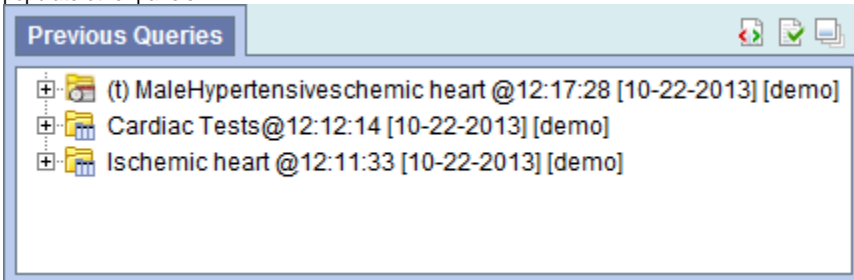 Previous Queries
(t) MaleHypertensiveschemic heart @12:17:28 [10-22-2013] [demo]
Cardiac Tests@12:12:14 [10-22-2013] [demo]
Ischemic heart @12:11:33 [10-22-2013] [demo]